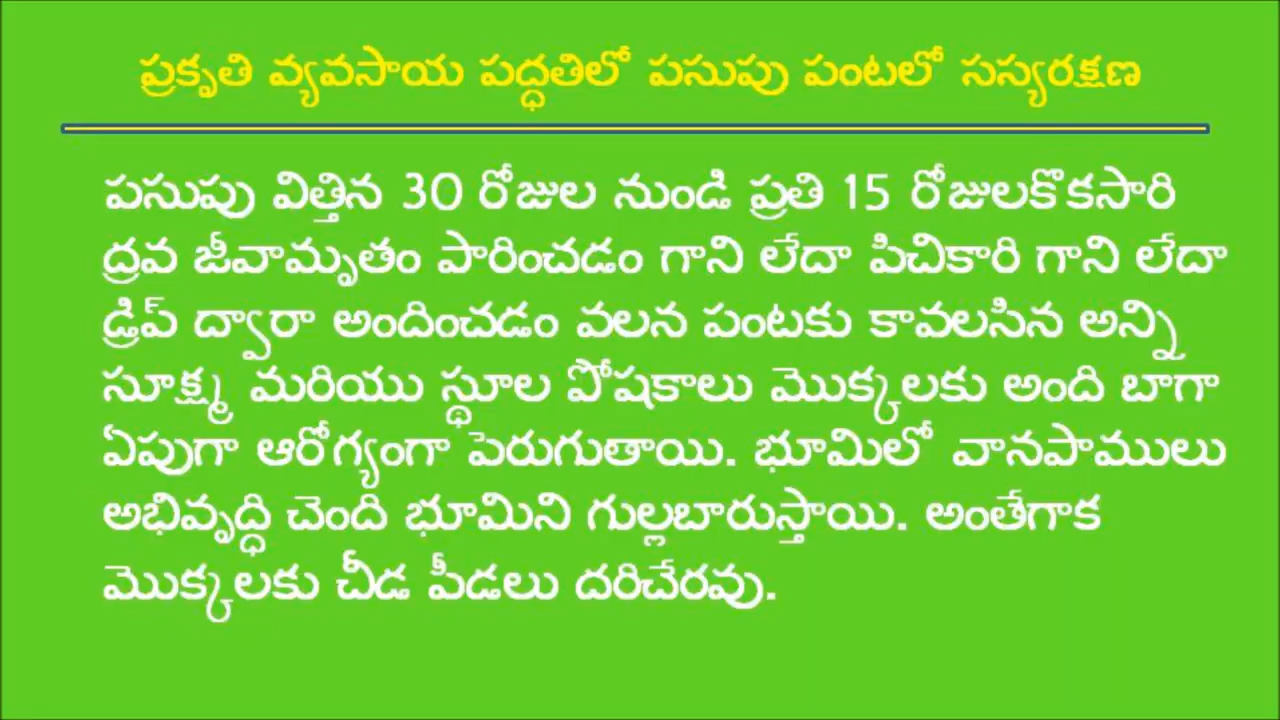 ప్రకృతి వ్యవసాయ పద్ధతిలో పసుపు పంటలో సస్యరక్షణ
పసుపు విత్తిన 30 రోజుల నుండి ప్రతి 15 రోజులకొకసారి
ద్రవ జీవామృతం పారించడం గాని లేదా పిచికారి గాని లేదా
డ్రిప్ ద్వారా అందించడం వలన పంటకు కావలసిన అన్ని
సూక్ష్మ మరియు స్థూల పోషకాలు మొక్కలకు అంది బాగా
ఏపుగా ఆరోగ్యంగా పెరుగుతాయి. భూమిలో వానపాములు
అభివృద్ధి చెంది భూమిని గుల్లబారుస్తాయి. అంతేగాక
మొక్కలకు చీడ పీడలు దరిచేరవు.